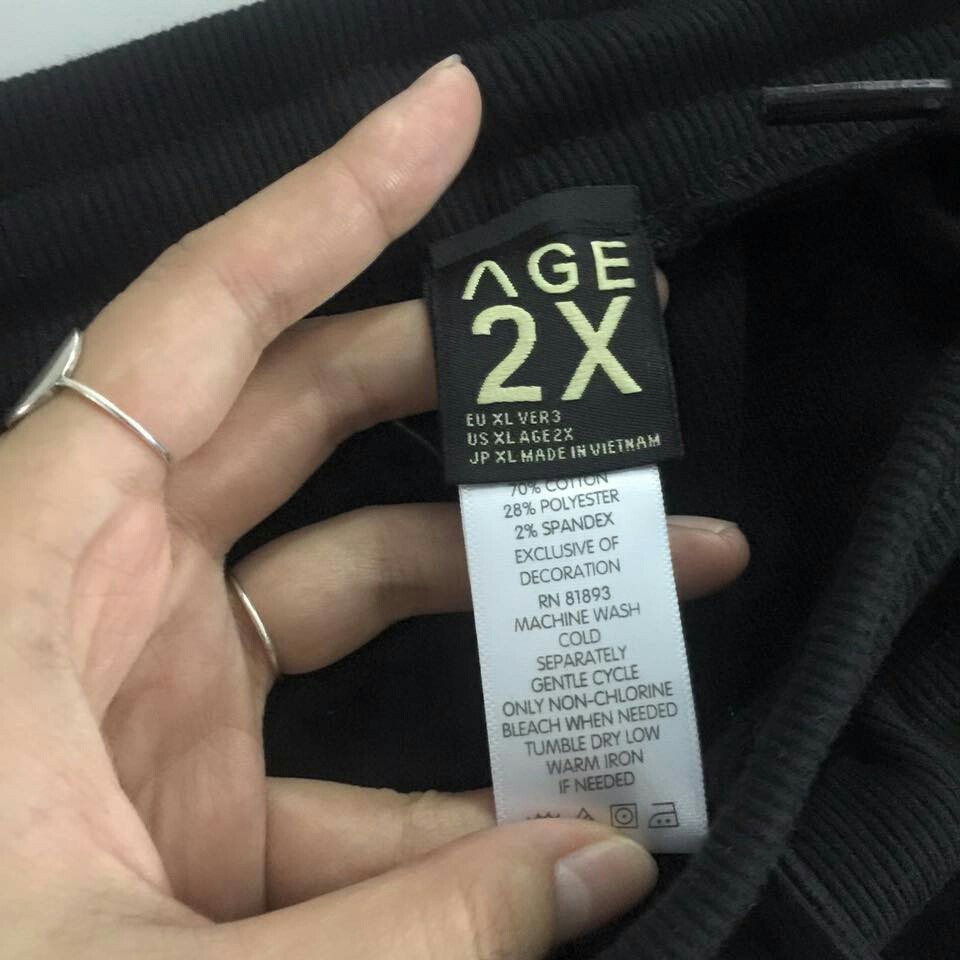 ΛGE
2X
EU XL VER3
US XL AGE2X
JP XL MADE IN VIETNAM
70% COTTON
28% POLYESTER
2% SPANDEX
EXCLUSIVE OF
DECORATION
RN 81893
MACHINE WASH
COLD
SEPARATELY
GENTLE CYCLE
ONLY NON-CHLORINE
BLEACH WHEN NEEDED
TUMBLE DRY LOW
WARM IRON
IF NEEDED